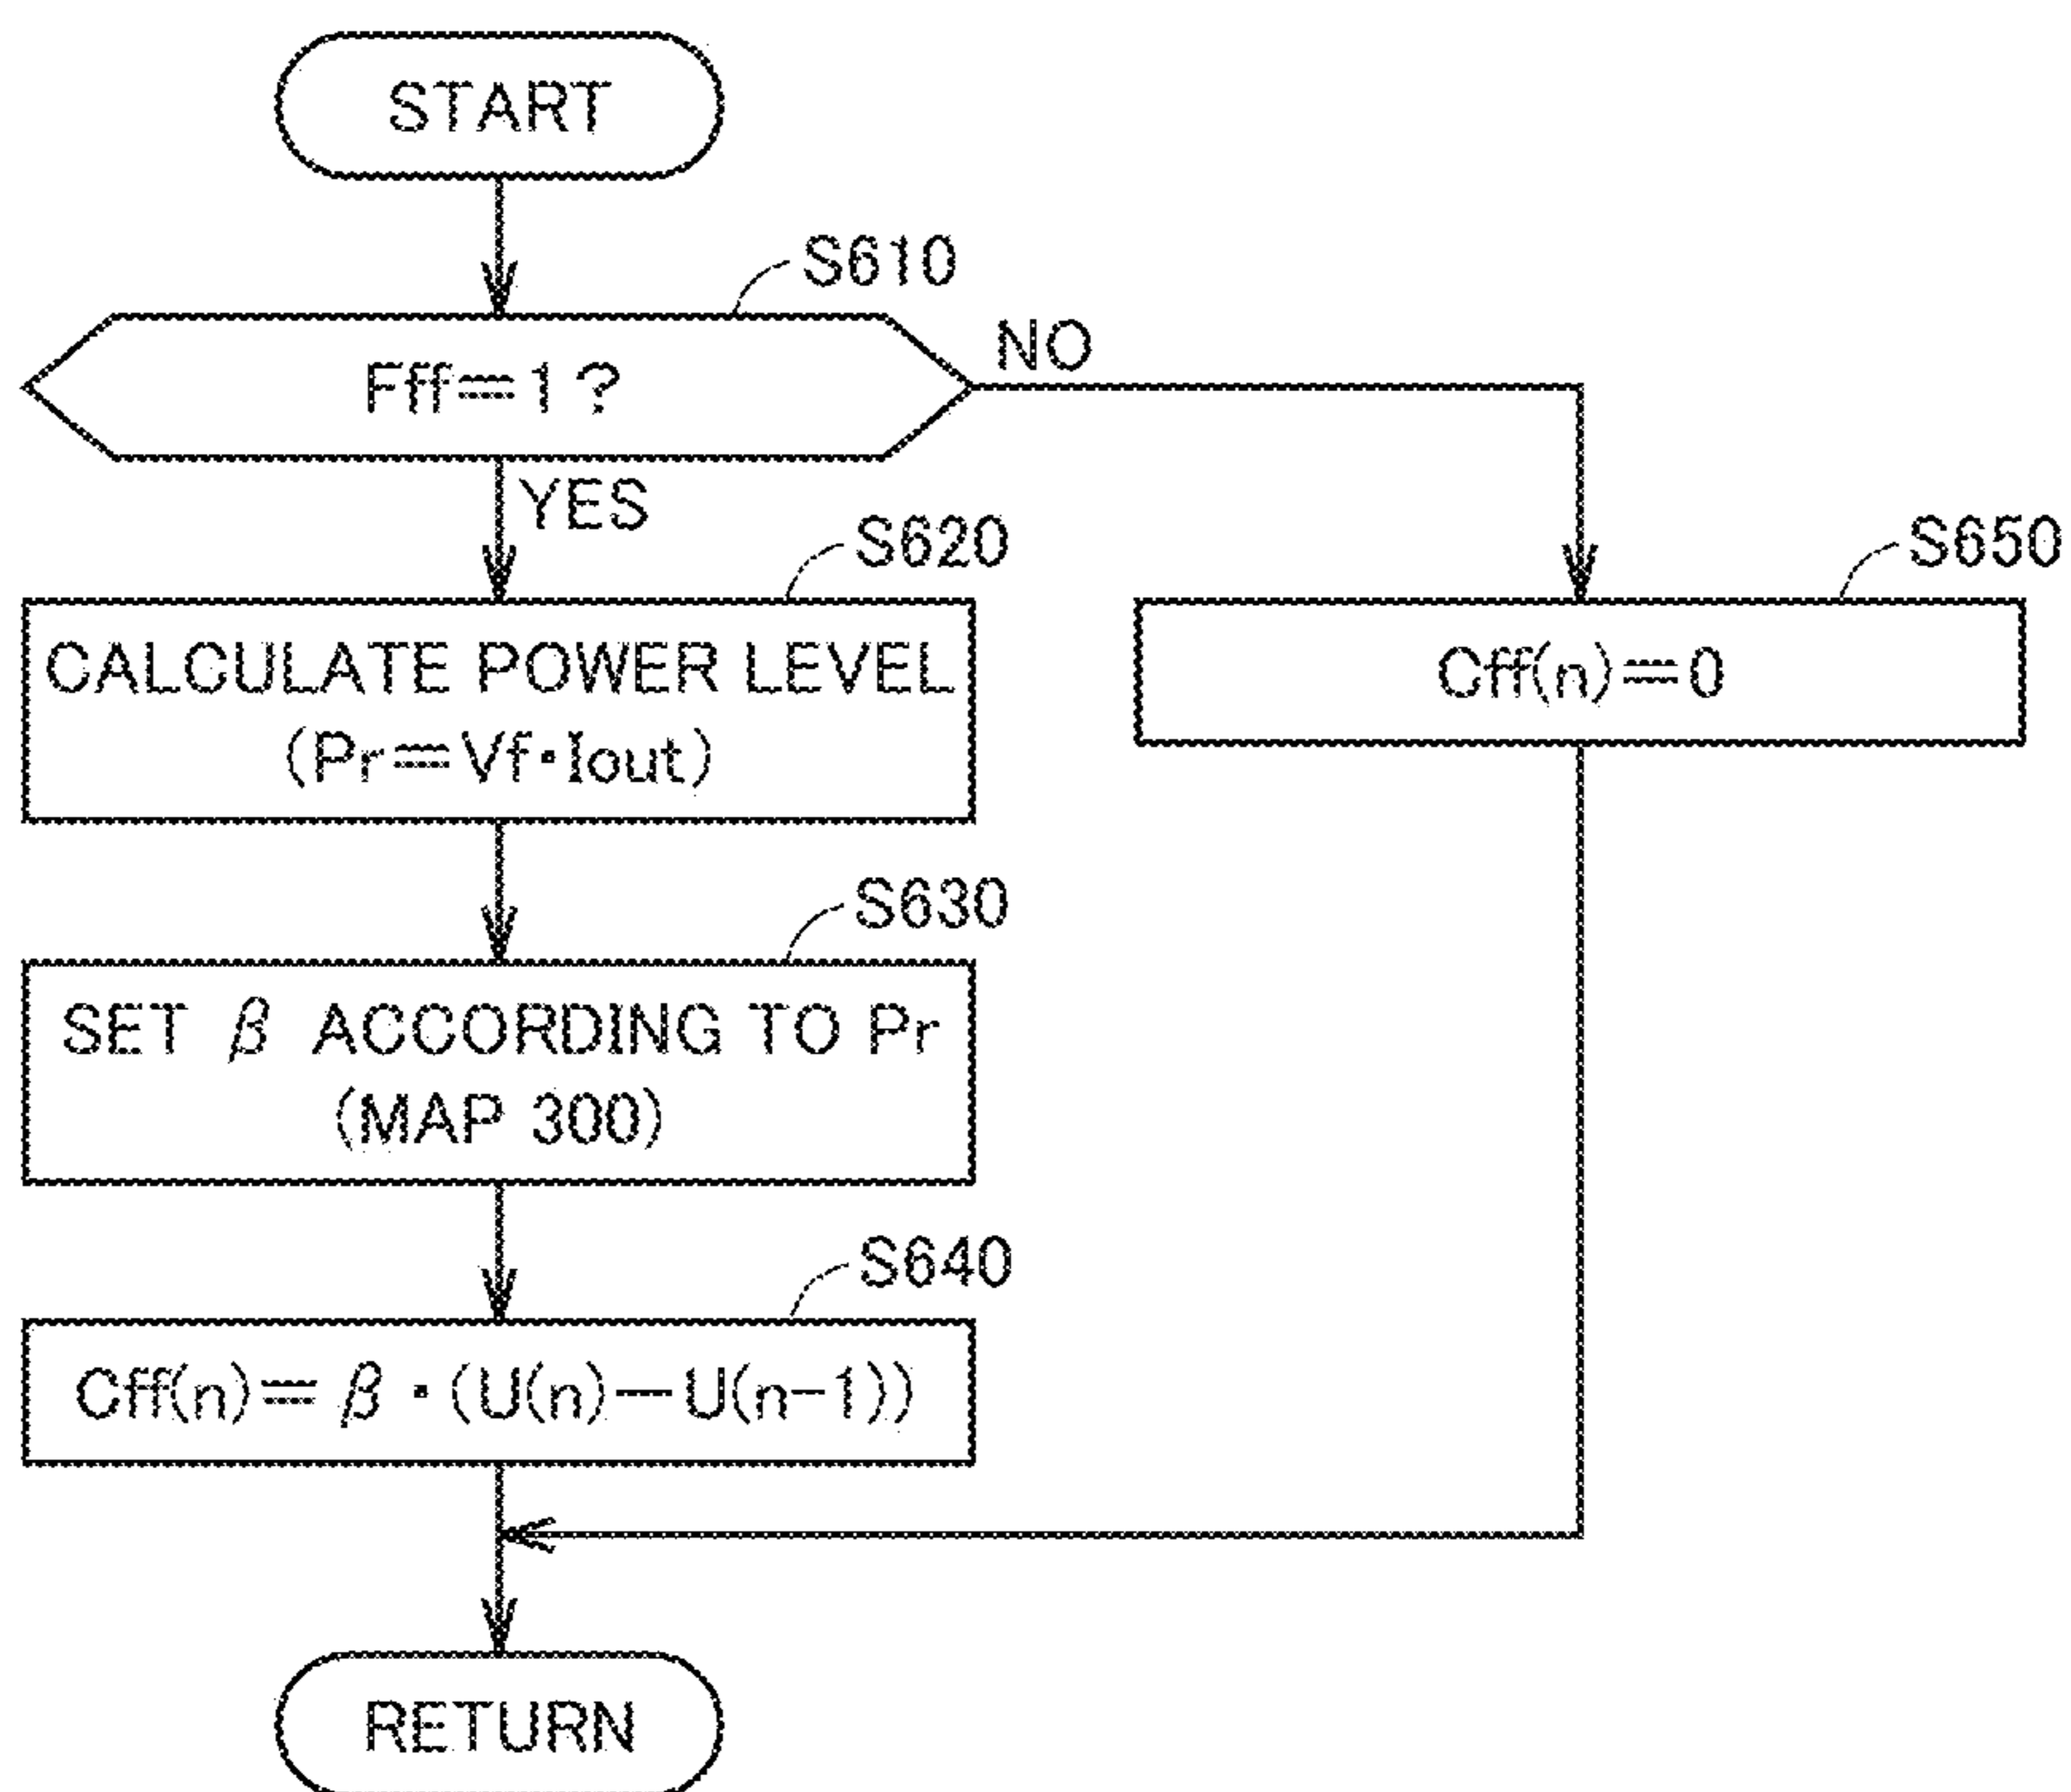 START
S610
Fff=1?
NO
YES
S620
S650
CALCULATE POWER LEVEL
(Pr=Vf・Iout)
Cff(n)=0
S630
SET β ACCORDING TO Pr
(MAP 300)
S640
Cff(n)=β・(U(n)−U(n−1))
RETURN